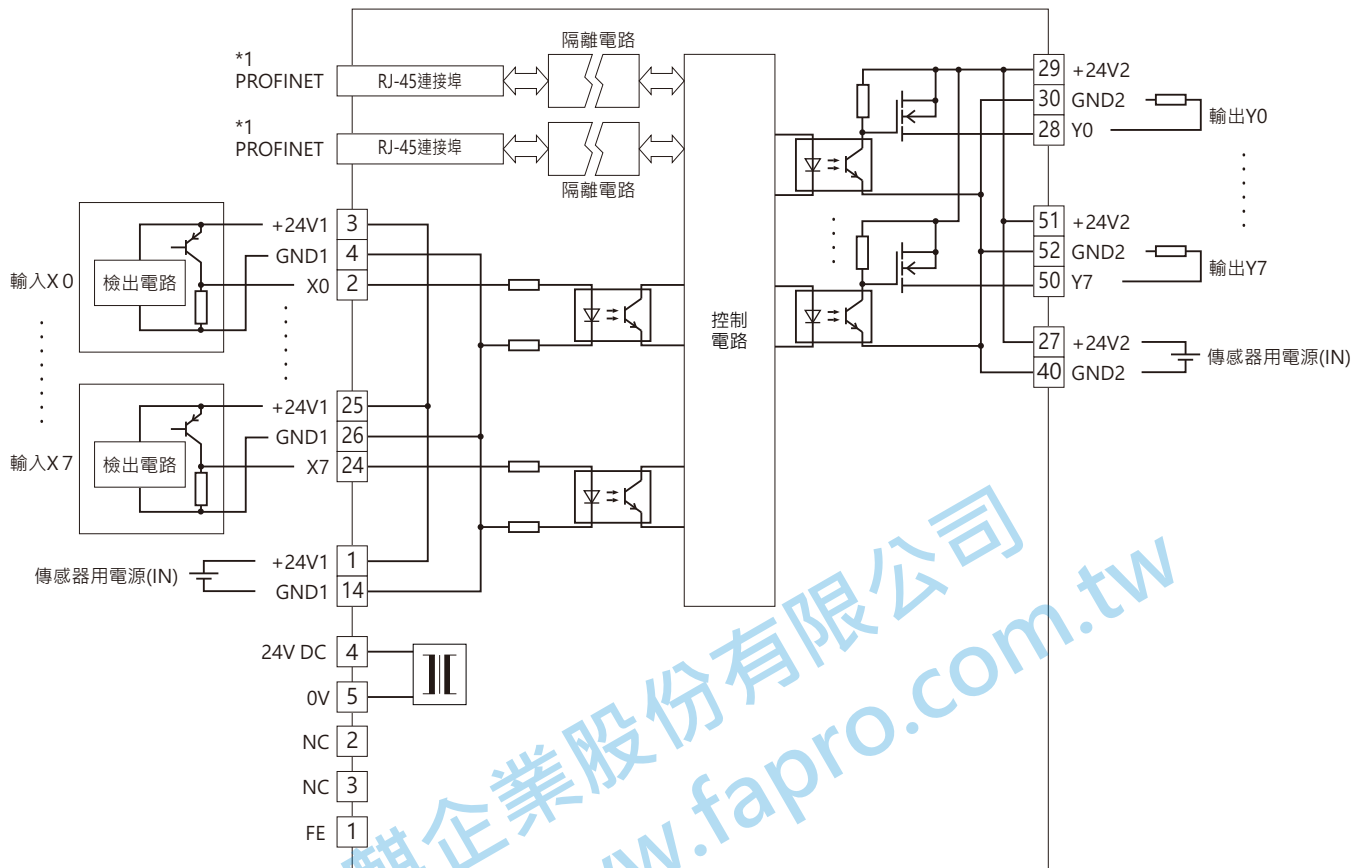 *1
PROFINET
RJ-45連接埠
隔離電路
*1
PROFINET
RJ-45連接埠
隔離電路
輸入X0
檢出電路
+24V1 3
GND1 4
X0 2
輸入X7
檢出電路
+24V1 25
GND1 26
X7 24
傳感器用電源(IN)
+24V1 1
GND1 14
24V DC 4
0V 5
NC 2
NC 3
FE 1
控制
電路
29 +24V2
30 GND2
28 Y0
輸出Y0
51 +24V2
52 GND2
50 Y7
輸出Y7
27 +24V2
40 GND2
傳感器用電源(IN)
麒企業股份有限公司
www.fapro.com.tw